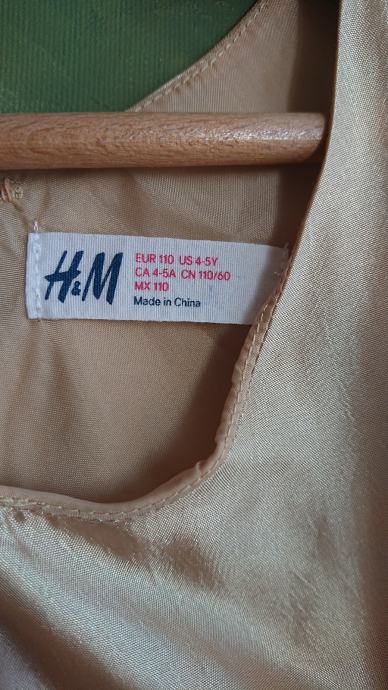 H&M
EUR 110 US 4-5Y
CA 4-5A CN 110/60
MX 110
Made in China